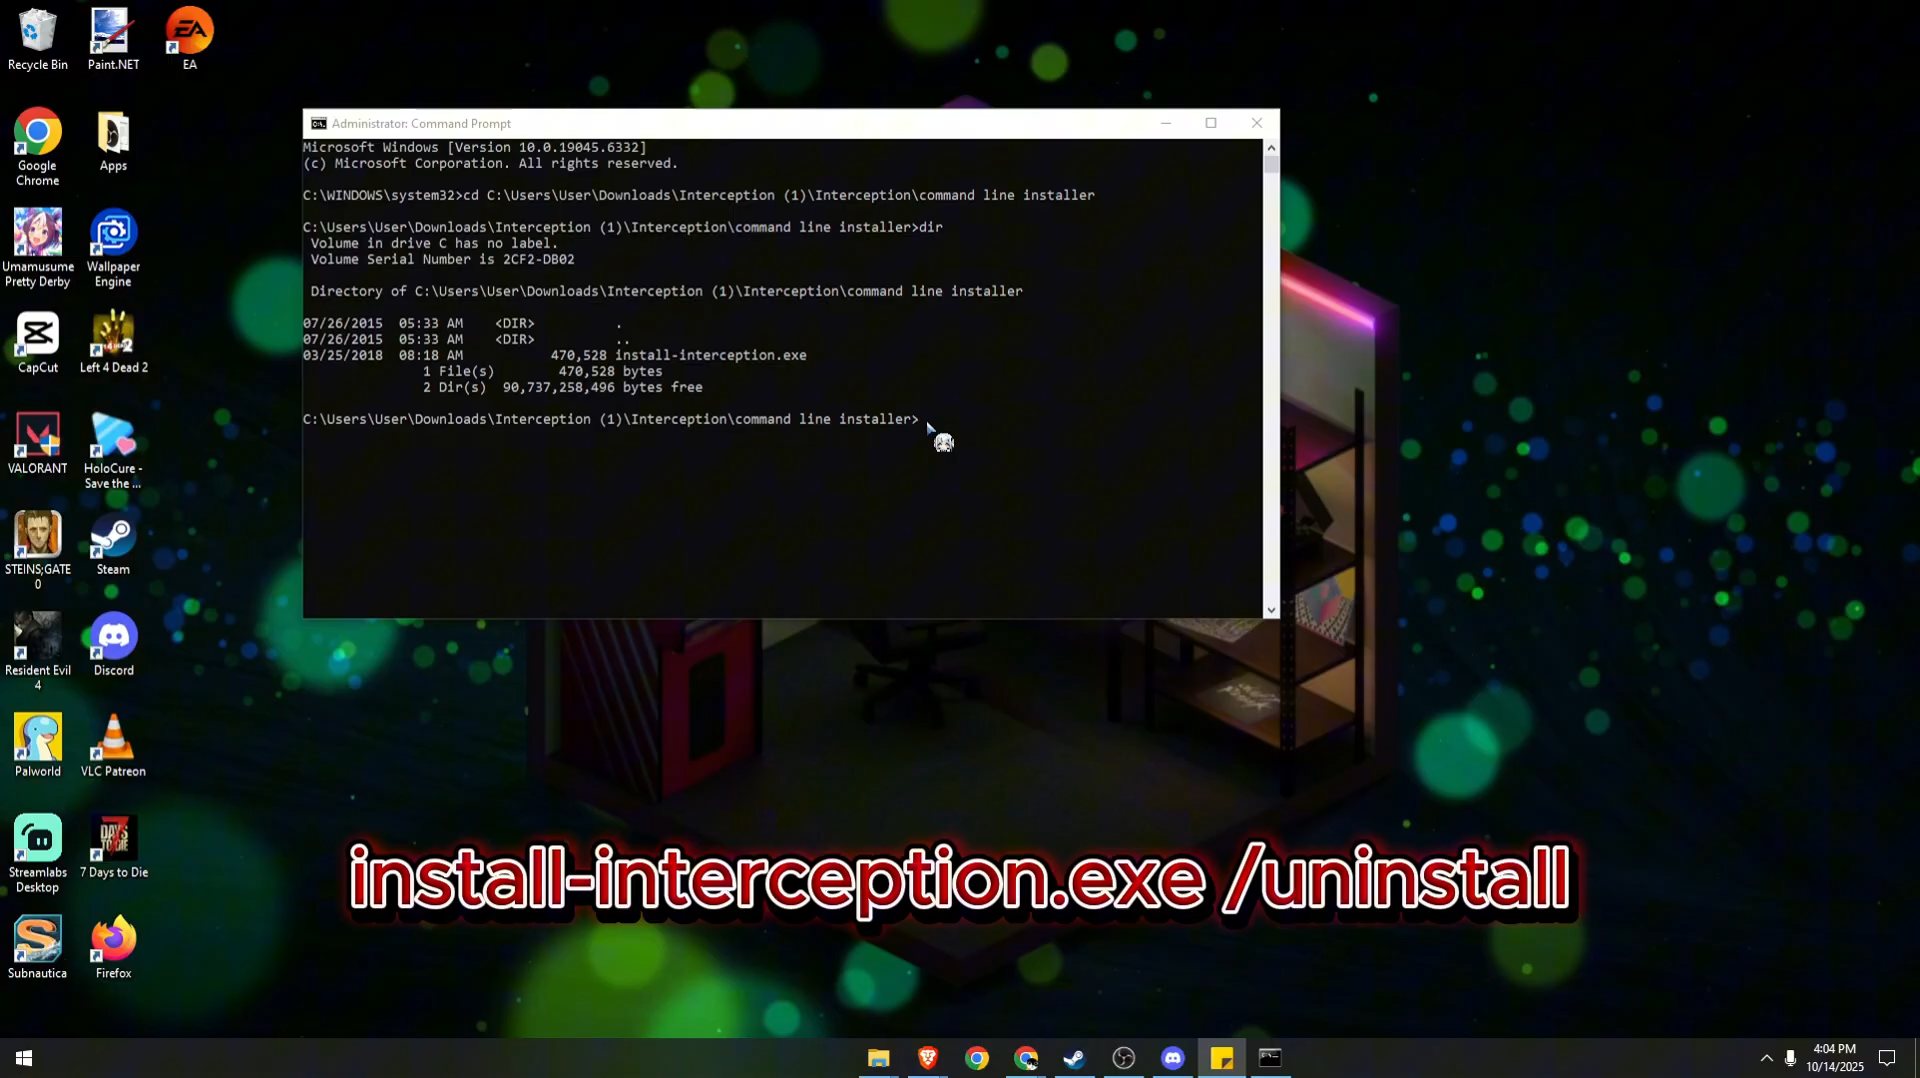 Recycle Bin
Paint.NET
EA
Google Chrome
Apps
Umamusume Pretty Derby
Wallpaper Engine
CapCut
Left 4 Dead 2
VALORANT
HoloCure - Save the ...
STEINS;GATE 0
Steam
Resident Evil 4
Discord
Palworld
VLC Patreon
Streamlabs Desktop
7 Days to Die
Subnautica
Firefox
Administrator: Command Prompt
Microsoft Windows [Version 10.0.19045.6332]
(c) Microsoft Corporation. All rights reserved.
C:\WINDOWS\system32>cd C:\Users\User\Downloads\Interception (1)\Interception\command line installer
C:\Users\User\Downloads\Interception (1)\Interception\command line installer>dir
Volume in drive C has no label.
Volume Serial Number is 2CF2-DB02
Directory of C:\Users\User\Downloads\Interception (1)\Interception\command line installer
07/26/2015  05:33 AM    <DIR>          .
07/26/2015  05:33 AM    <DIR>          ..
03/25/2018  08:18 AM           470,528 install-interception.exe
1 File(s)        470,528 bytes
2 Dir(s)  90,737,258,496 bytes free
C:\Users\User\Downloads\Interception (1)\Interception\command line installer>
install-interception.exe /uninstall
4:04 PM
10/14/2025